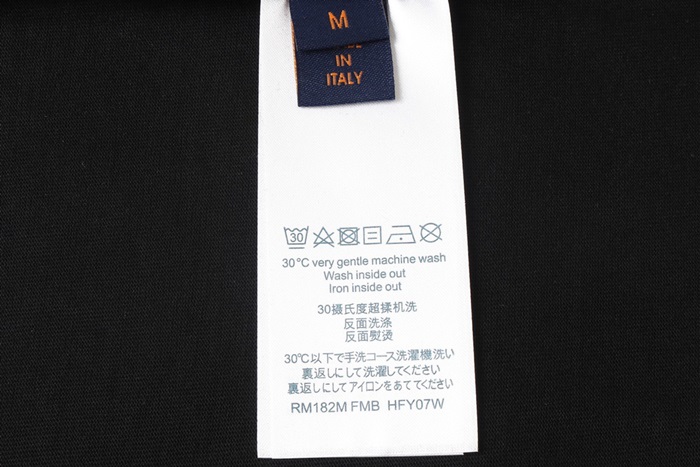 M
IN
ITALY
30
30°C very gentle machine wash
Wash inside out
Iron inside out
30摄氏度超揉机洗
反面洗涤
反面熨烫
30℃以下で手洗コース洗濯機洗い
裏返しにして洗濯してください
裏返しにしてアイロンをあててください
RM182M FMB HFY07W